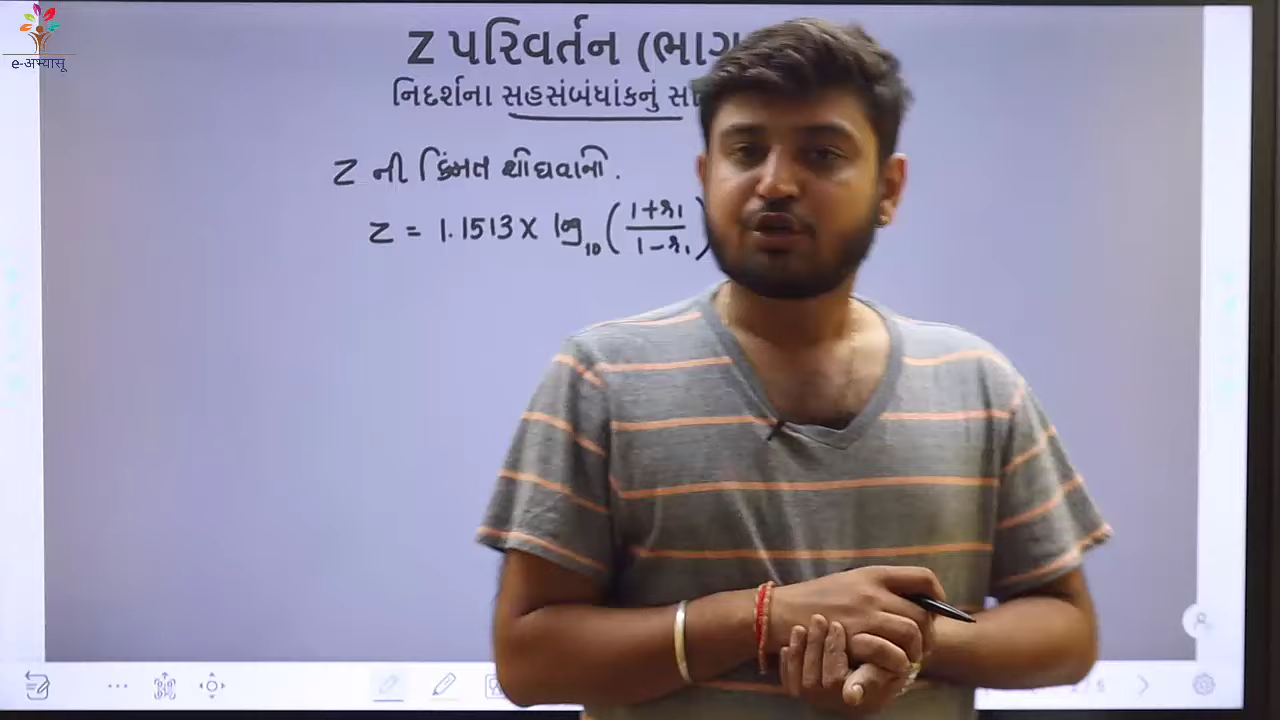 e-अभ्यासू
Z પરિવર્તન (ભાગ
નિદર્શના સહસંબંધાંકનું
Z ની કિંમત શોધવાની.
Z = 1.1513 × log₁₀ (1+r₁ / 1-r₁)